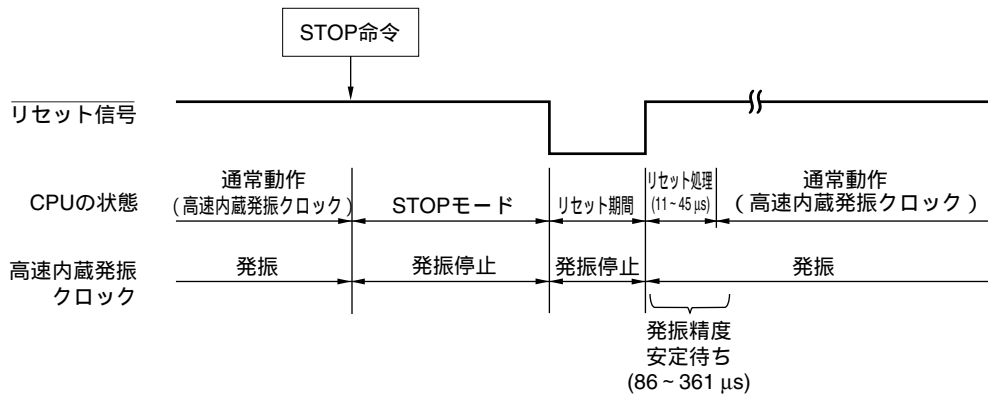 STOP命令
リセット信号
CPUの状態
通常動作
(高速内蔵発振クロック)
STOPモード
リセット期間
リセット処理
(11~45 μs)
通常動作
(高速内蔵発振クロック)
高速内蔵発振
クロック
発振
発振停止
発振停止
発振
発振精度
安定待ち
(86~361 μs)